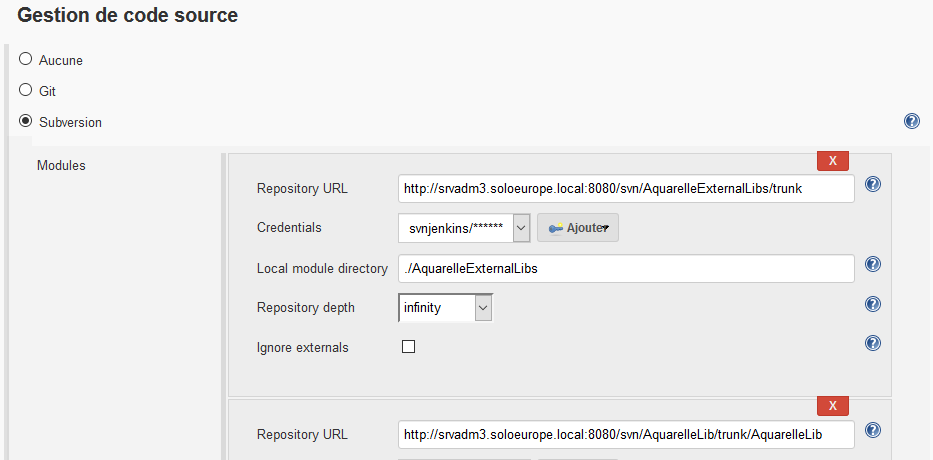 Gestion de code source
Aucune
Git
Subversion
?
Modules
X
Repository URL http://srvadm3.soloeurope.local:8080/svn/AquarelleExternalLibs/trunk ?
Credentials svnjenkins/****** Ajouter
Local module directory ./AquarelleExternalLibs ?
Repository depth infinity ?
Ignore externals ?
X
Repository URL http://srvadm3.soloeurope.local:8080/svn/AquarelleLib/trunk/AquarelleLib ?